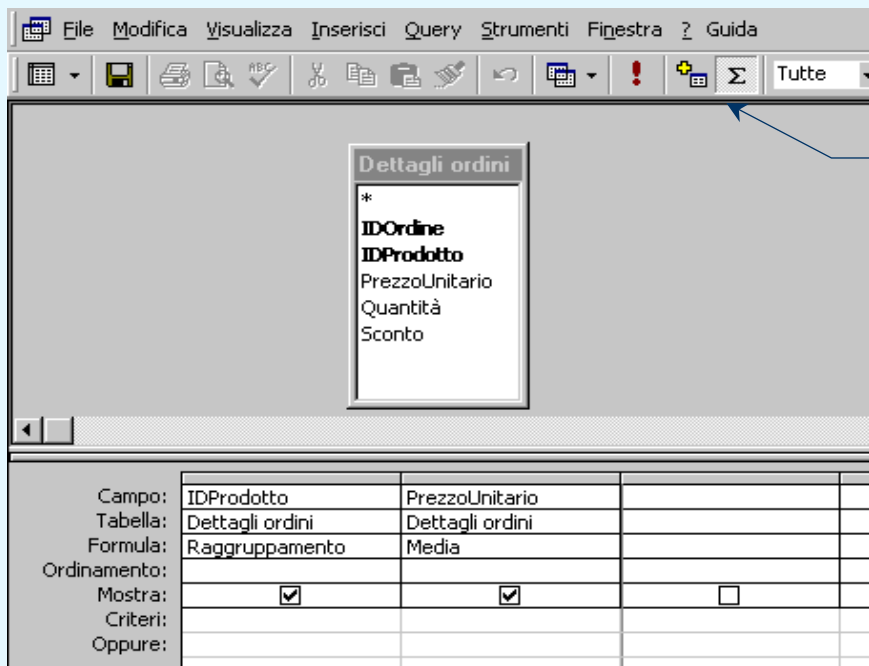 File Modifica Visualizza Inserisci Query Strumenti Finestra ? Guida
ABC Σ Tutte
Dettagli ordini
*
IDOrdine
IDProdotto
PrezzoUnitario
Quantità
Sconto
Campo: IDProdotto PrezzoUnitario
Tabella: Dettagli ordini Dettagli ordini
Formula: Raggruppamento Media
Ordinamento:
Mostra:
Criteri:
Oppure: